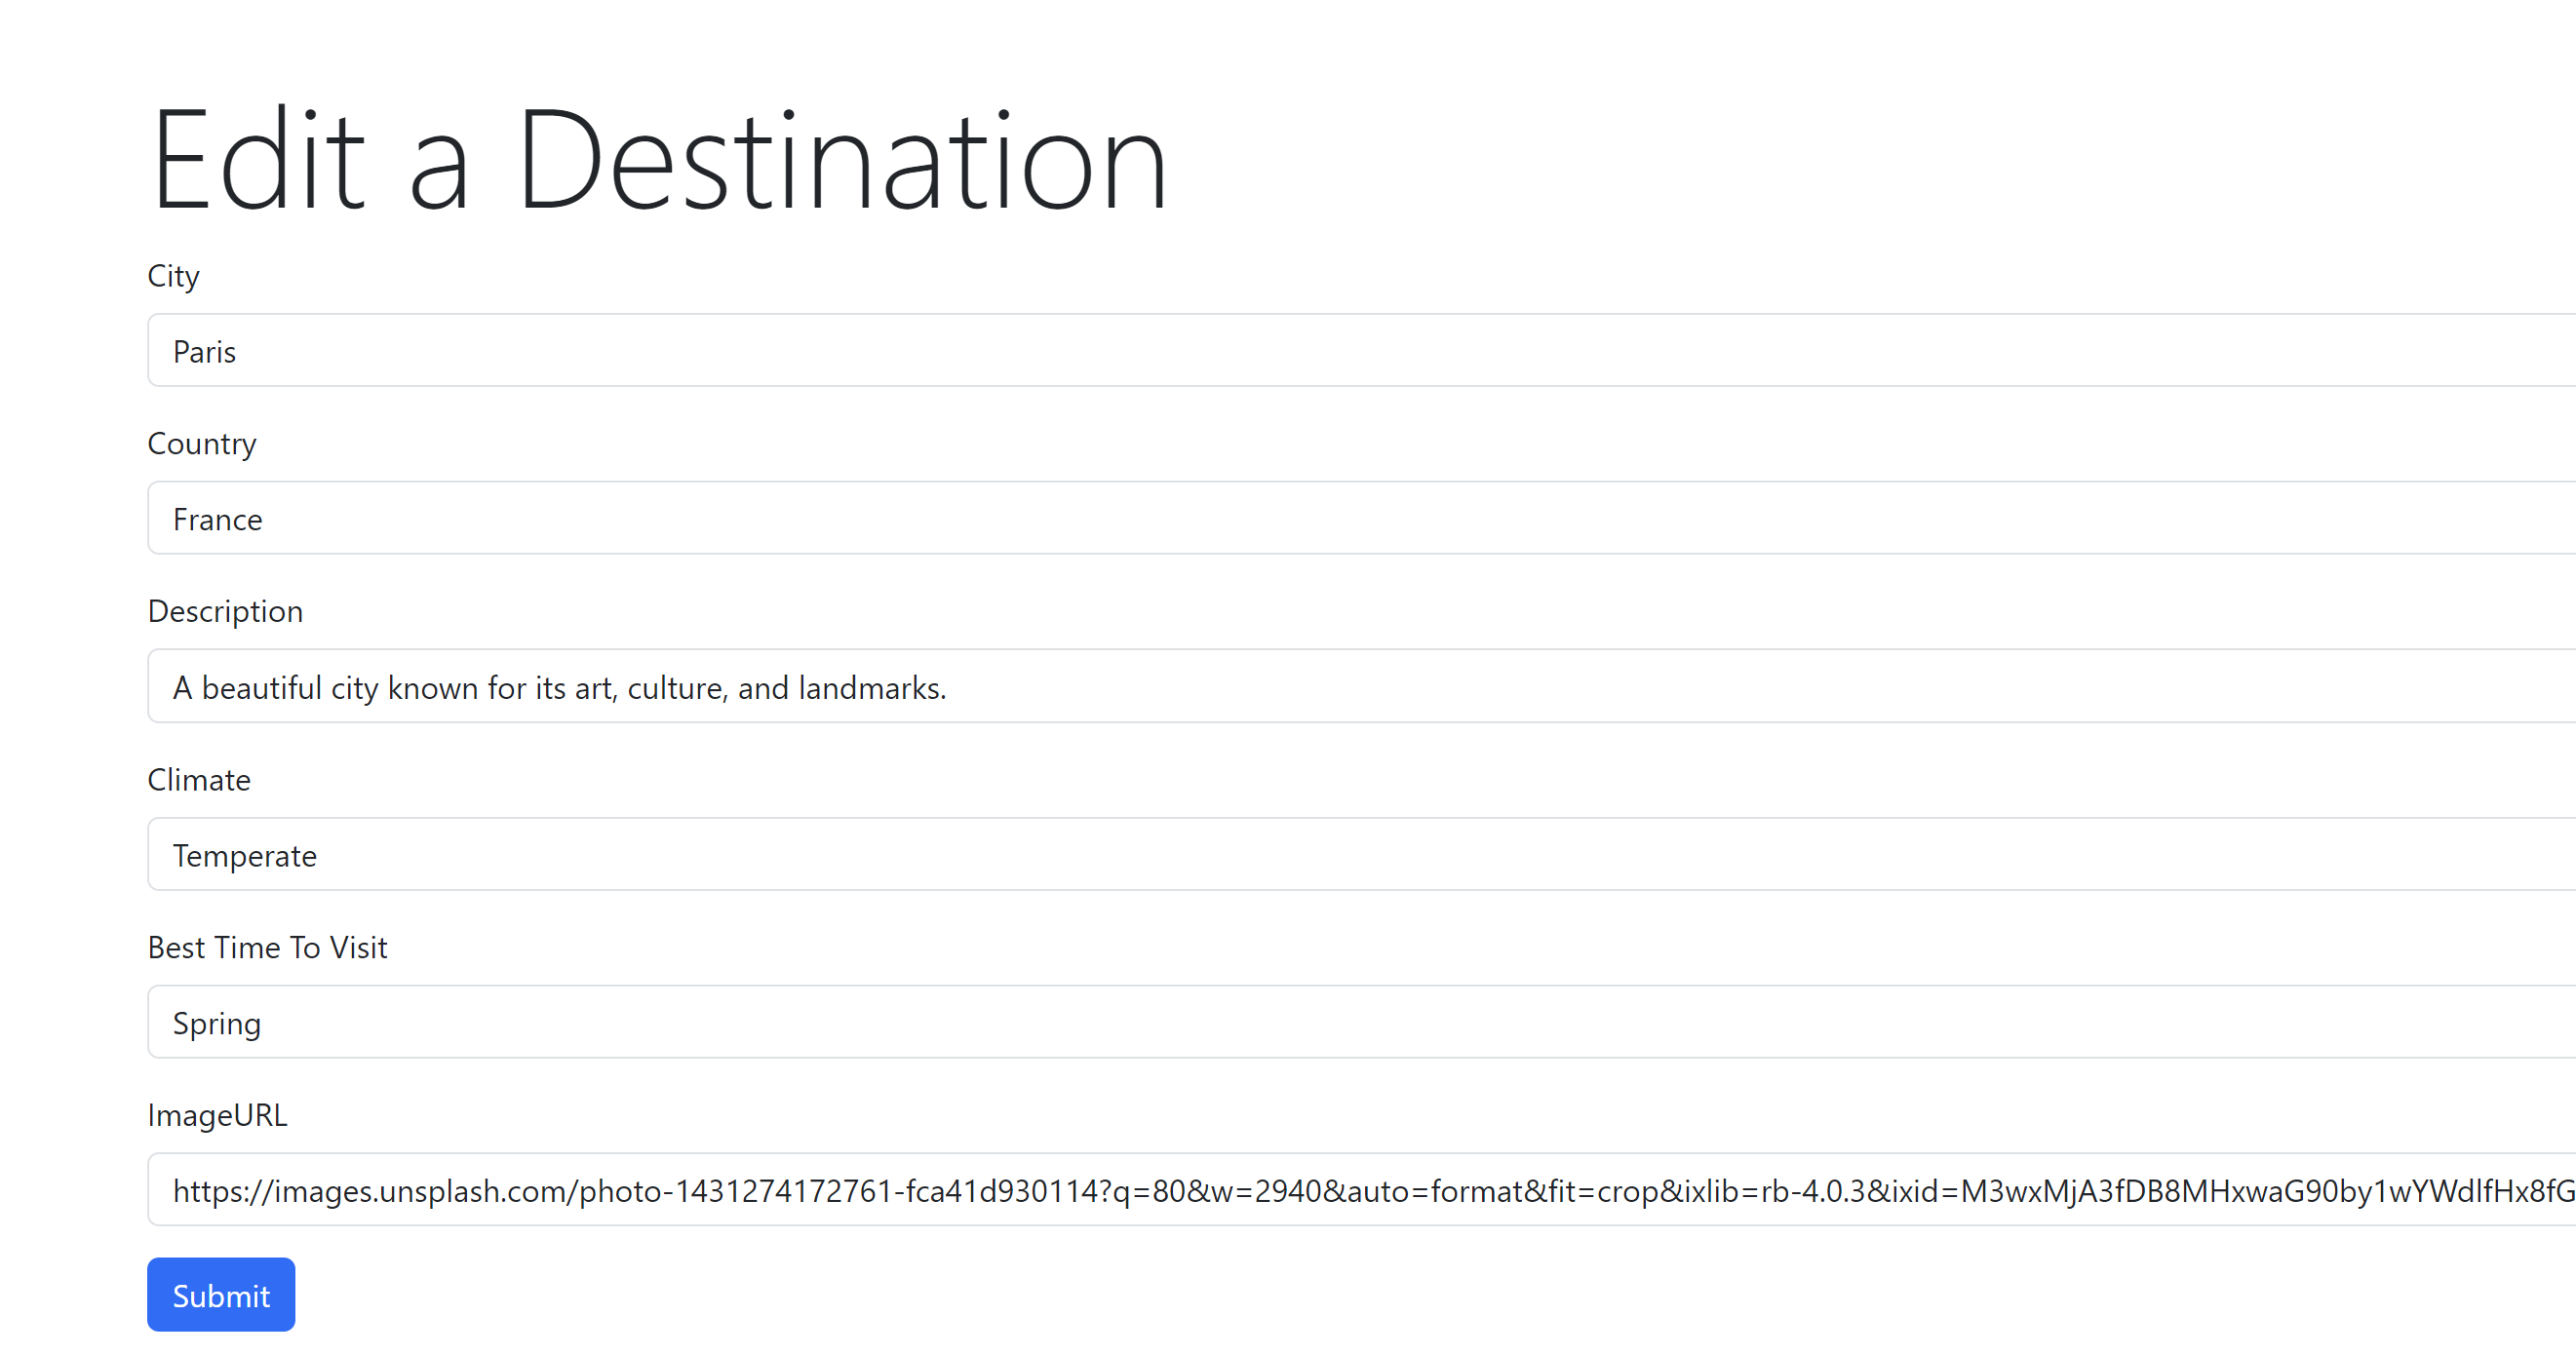 Edit a Destination
City
Paris
Country
France
Description
A beautiful city known for its art, culture, and landmarks.
Climate
Temperate
Best Time To Visit
Spring
ImageURL
https://images.unsplash.com/photo-1431274172761-fca41d930114?q=80&w=2940&auto=format&fit=crop&ixlib=rb-4.0.3&ixid=M3wxMjA3fDB8MHxwaG90by1wYWdlfHx8fG
Submit